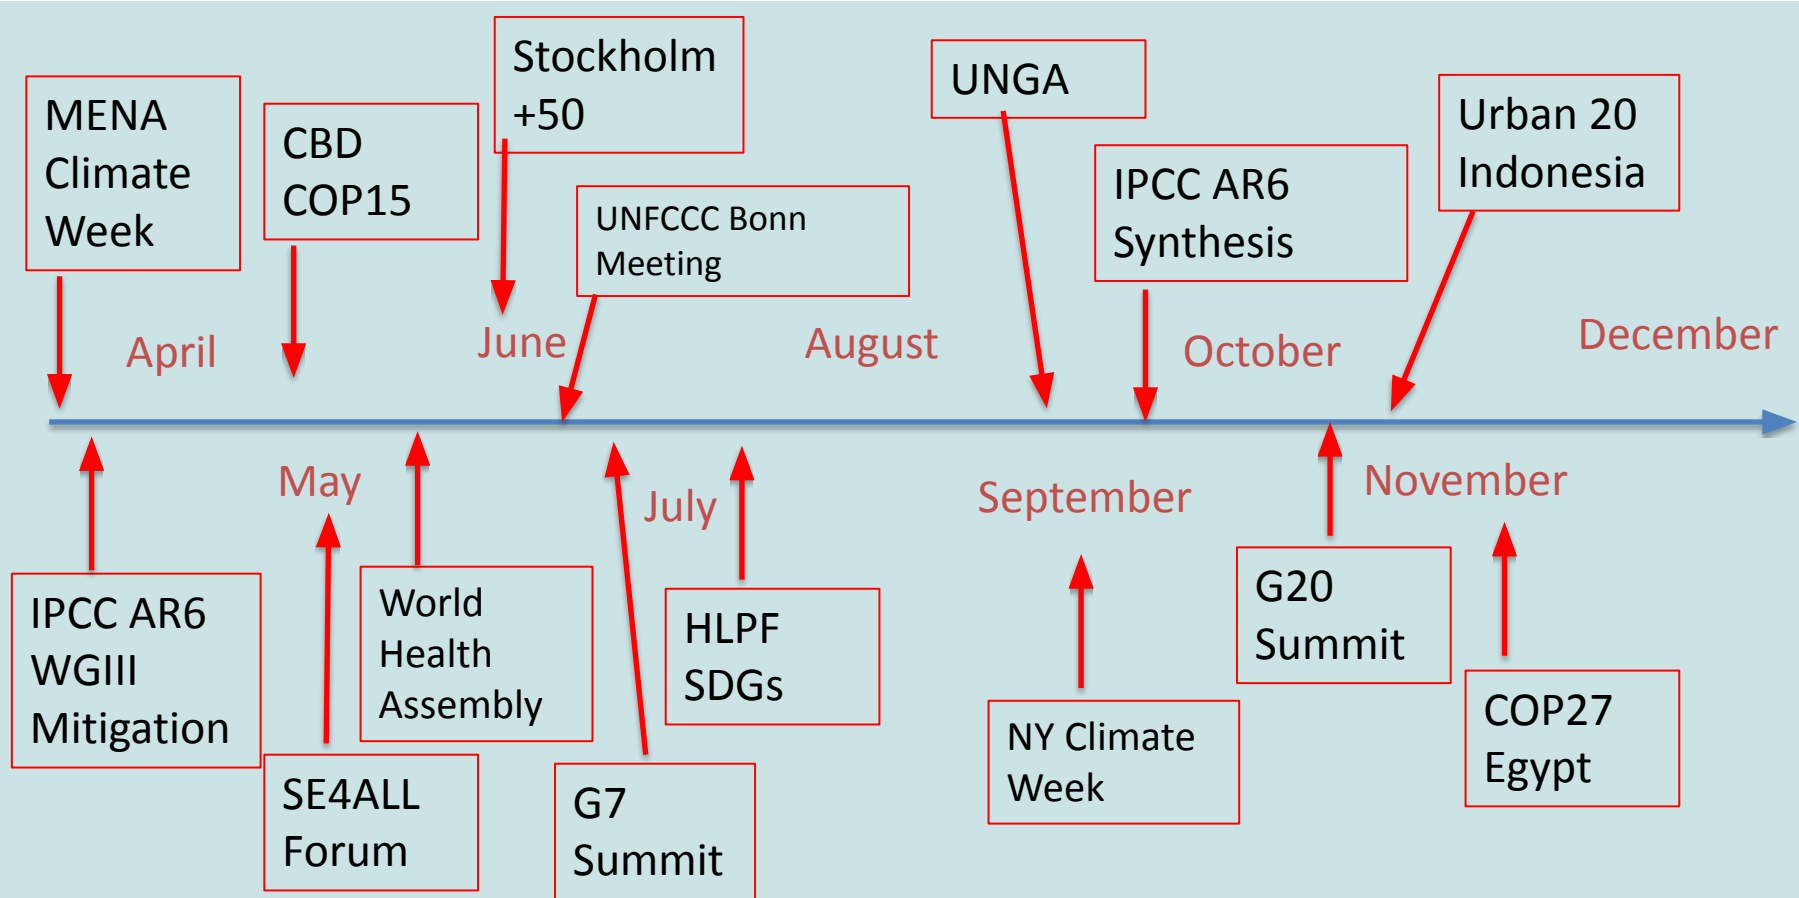 MENA
Climate
Week
CBD
COP15
Stockholm
+50
UNFCCC Bonn
Meeting
UNGA
IPCC AR6
Synthesis
Urban 20
Indonesia
April
June
August
October
December
May
July
September
November
IPCC AR6
WGIII
Mitigation
SE4ALL
Forum
World
Health
Assembly
G7
Summit
HLPF
SDGs
NY Climate
Week
G20
Summit
COP27
Egypt